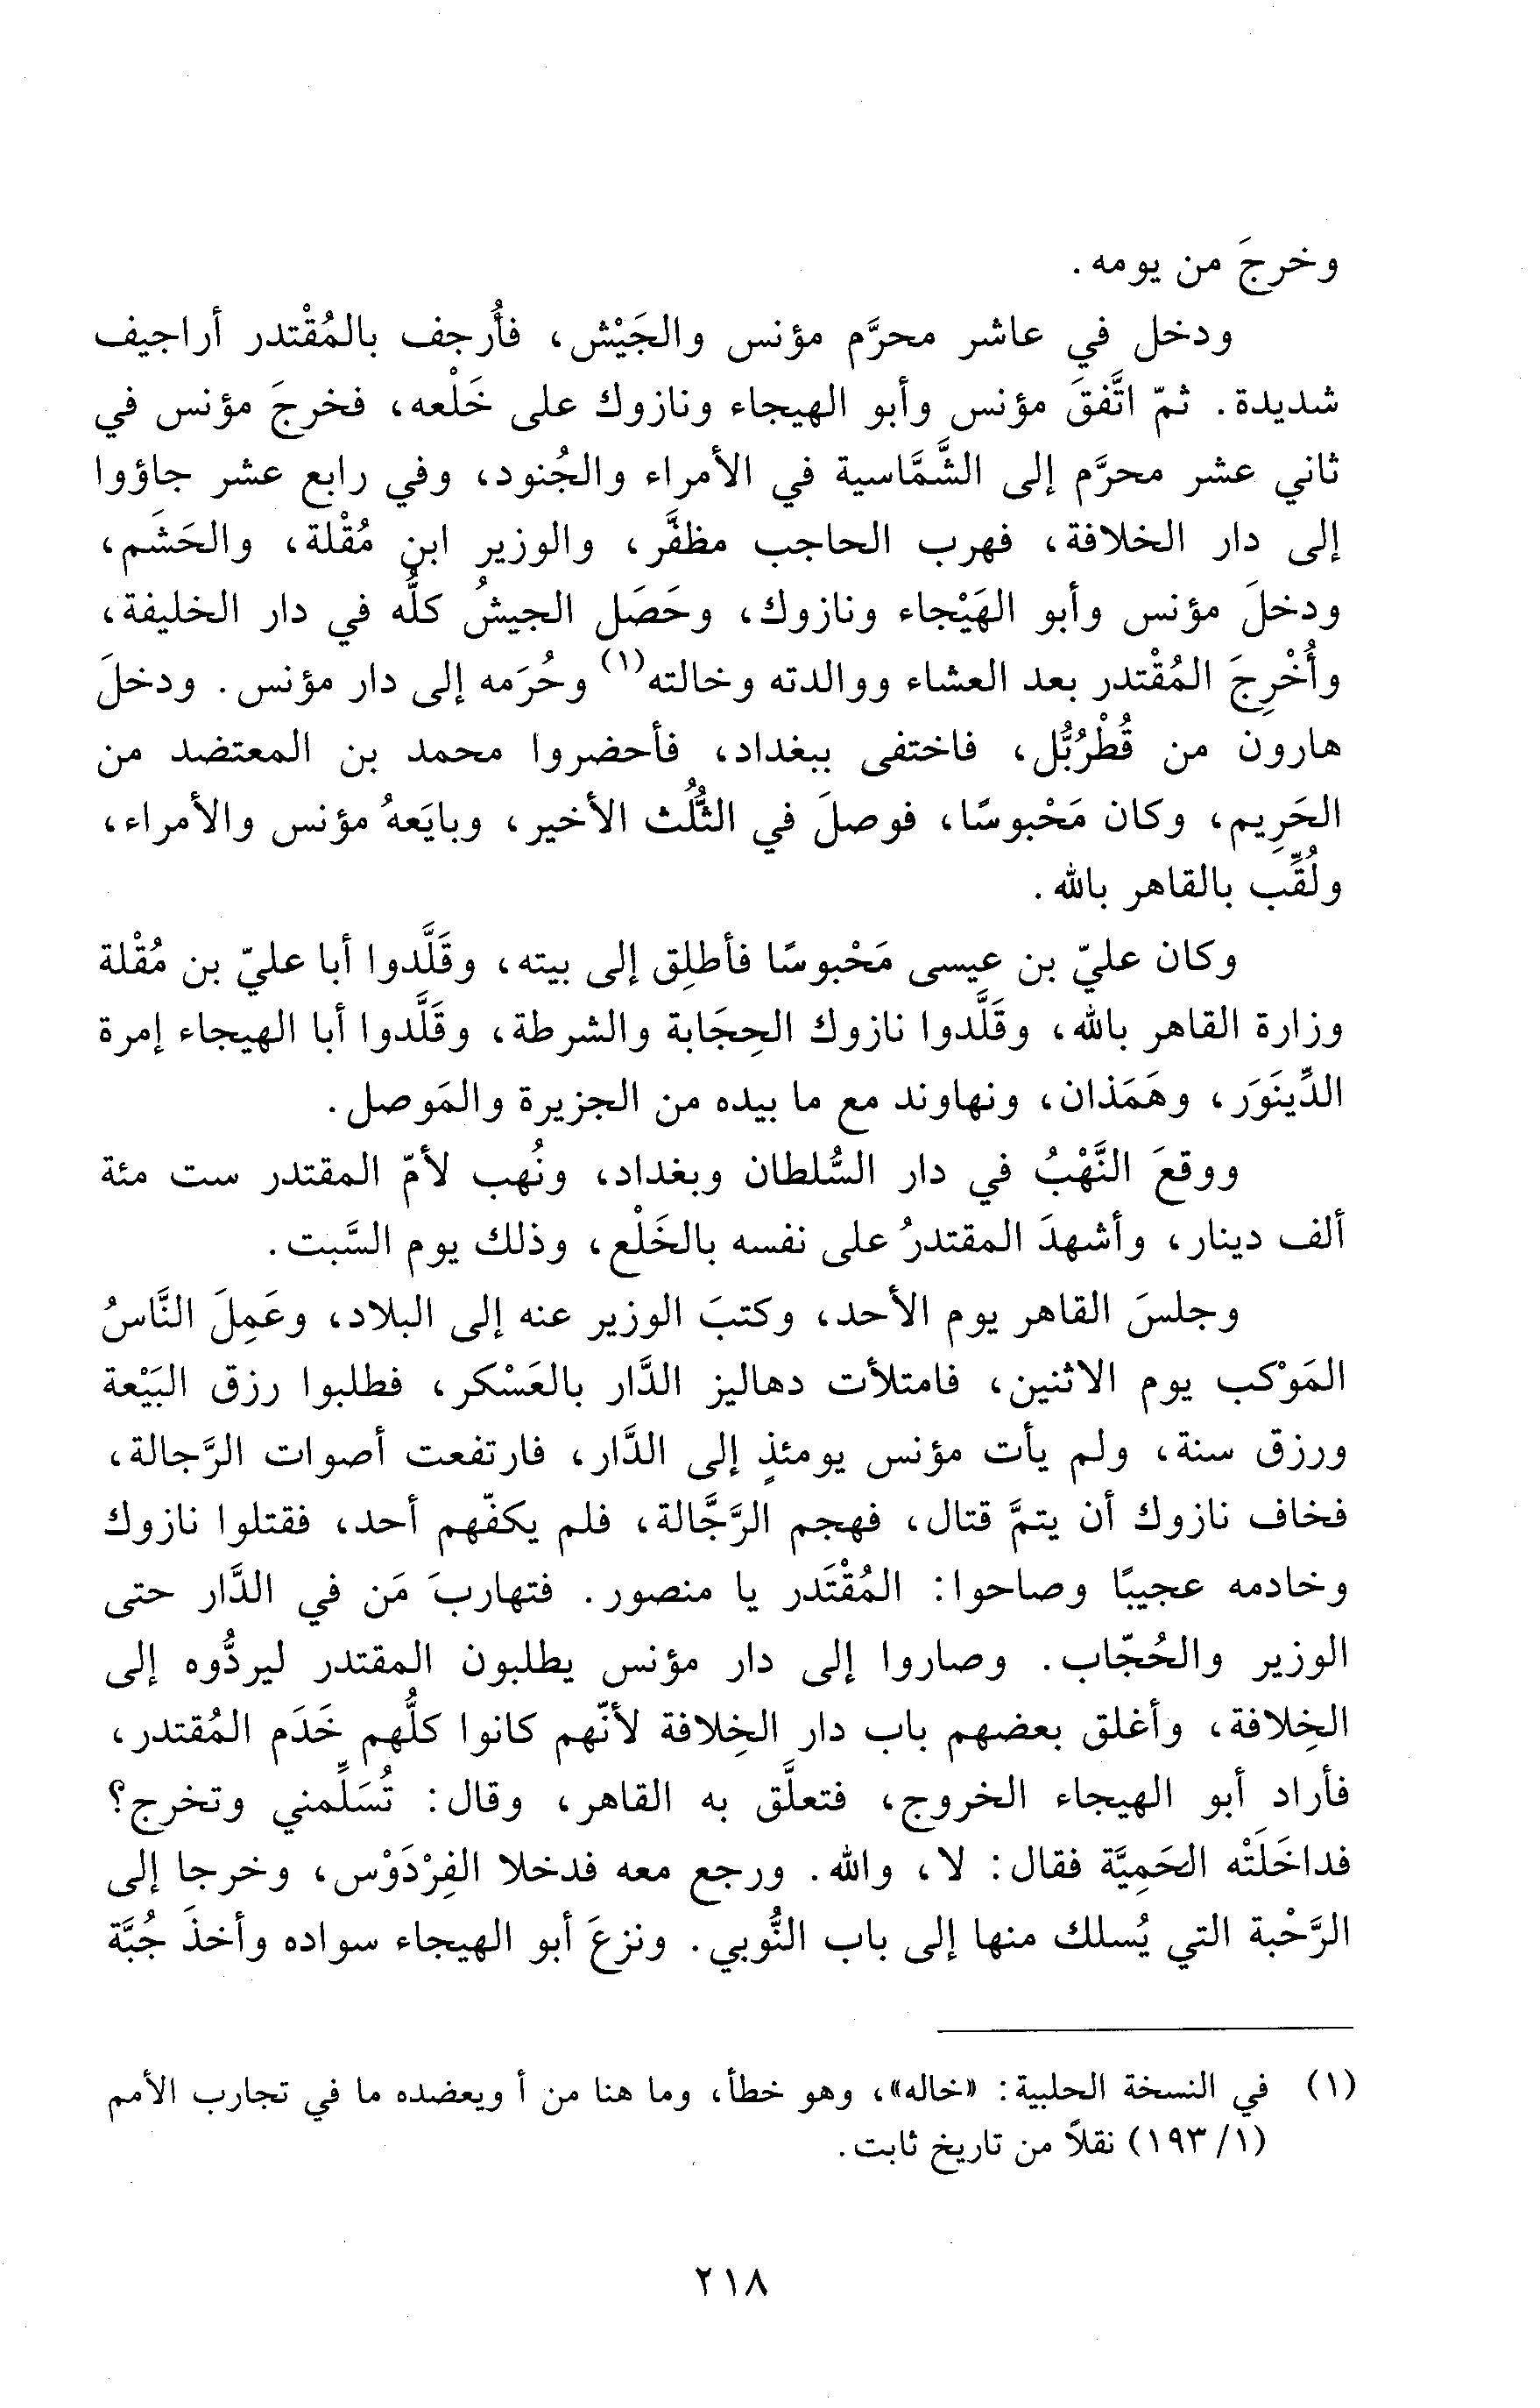 وخرجَ من يومه.
ودخل في عاشر محرَّم مؤنس والجَيْش، فأُرجف بالمُقْتدر أراجيف
شديدة. ثمّ اتَّفقَ مؤنس وأبو الهيجاء ونازوك على خَلْعه، فخرجَ مؤنس في
ثاني عشر محرَّم إلى الشَّمَّاسية في الأمراء والجُنود، وفي رابع عشر جاؤوا
إلى دار الخلافة، فهرب الحاجب مظفَّر، والوزير ابن مُقْلة، والحَشَم،
ودخلَ مؤنس وأبو الهَيْجاء ونازوك، وحَصَل الجيشُ كلُّه في دار الخليفة،
وأُخْرِجَ المُقْتدر بعد العشاء ووالدته وخالته(١) وحُرَمه إلى دار مؤنس. ودخلَ
هارون من قُطْرُبُّل، فاختفى ببغداد، فأحضروا محمد بن المعتضد من
الحَرِيم، وكان مَحْبوسًا، فوصلَ في الثُّلُث الأخير، وبايَعهُ مؤنس والأمراء،
ولُقِّب بالقاهر بالله.
وكان عليّ بن عيسى مَحْبوسًا فأطلِق إلى بيته، وقَلَّدوا أبا عليّ بن مُقْلة
وزارة القاهر بالله، وقَلَّدوا نازوك الحِجَابة والشرطة، وقَلَّدوا أبا الهيجاء إمرة
الدِّينَوَر، وهَمَذان، ونهاوند مع ما بيده من الجزيرة والمَوصل.
ووقعَ النَّهْبُ في دار السُّلطان وبغداد، ونُهب لأمّ المقتدر ست مئة
ألف دينار، وأشهدَ المقتدرُ على نفسه بالخَلْع، وذلك يوم السَّبت.
وجلسَ القاهر يوم الأحد، وكتبَ الوزير عنه إلى البلاد، وعَمِلَ النَّاسُ
المَوْكب يوم الاثنين، فامتلأت دهاليز الدَّار بالعَسْكر، فطلبوا رزق البَيْعة
ورزق سنة، ولم يأت مؤنس يومئذٍ إلى الدَّار، فارتفعت أصوات الرَّجالة،
فخاف نازوك أن يتمَّ قتال، فهجم الرَّجَّالة، فلم يكفّهم أحد، فقتلوا نازوك
وخادمه عجيبًا وصاحوا: المُقْتَدر يا منصور. فتهاربَ مَن في الدَّار حتى
الوزير والحُجّاب. وصاروا إلى دار مؤنس يطلبون المقتدر ليردُّوه إلى
الخِلافة، وأغلق بعضهم باب دار الخِلافة لأنّهم كانوا كلُّهم خَدَم المُقتدر،
فأراد أبو الهيجاء الخروج، فتعلَّق به القاهر، وقال: تُسَلِّمني وتخرج؟
فداخَلَتْه الحَمِيَّة فقال: لا، والله. ورجع معه فدخلا الفِرْدَوْس، وخرجا إلى
الرَّحْبة التي يُسلك منها إلى باب النُّوبي. ونزعَ أبو الهيجاء سواده وأخذَ جُبَّة
(١) في النسخة الحلبية: «خاله»، وهو خطأ، وما هنا من أ ويعضده ما في تجارب الأمم
(١/ ١٩٣) نقلاً من تاريخ ثابت.
٢١٨